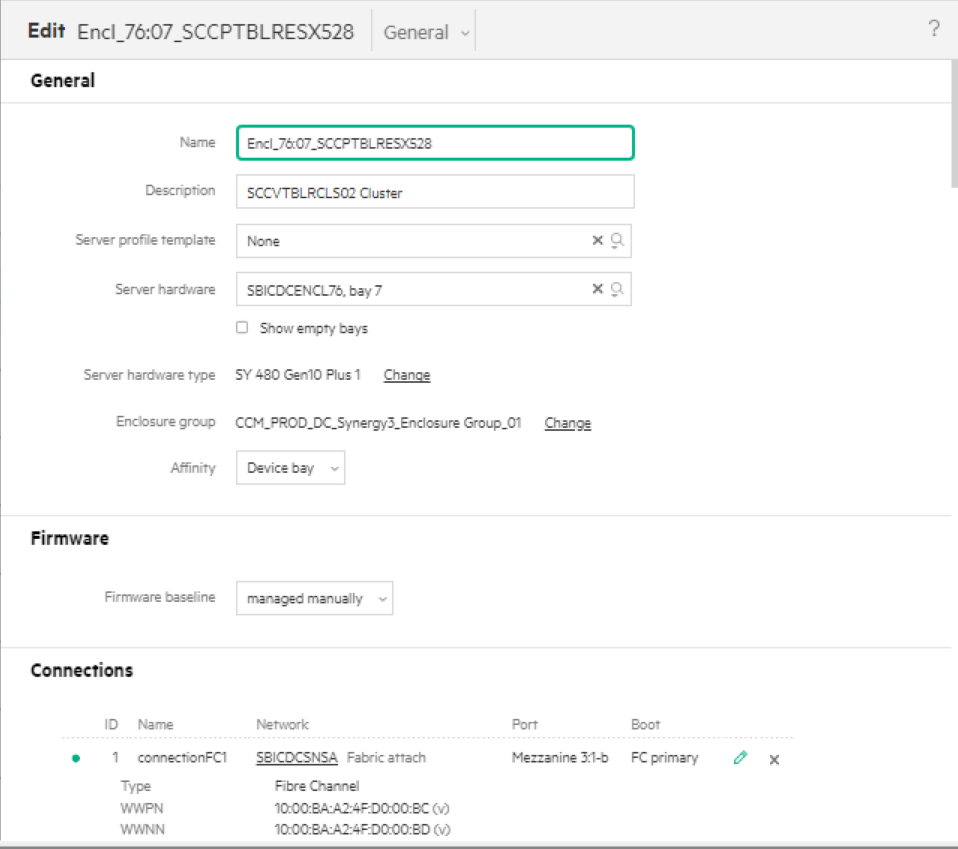 Edit Encl_76:07_SCCPTBLRESX528 General ?
General
Name Encl_76:07_SCCPTBLRESX528
Description SCCVTBLRCLS02 Cluster
Server profile template None
Server hardware SBICDCENCL76, bay 7
Show empty bays
Server hardware type SY 480 Gen10 Plus 1 Change
Enclosure group CCM_PROD_DC_Synergy3_Enclosure Group_01 Change
Affinity Device bay
Firmware
Firmware baseline managed manually
Connections
ID Name Network Port Boot
1 connectionFC1 SBICDCSNSA Fabric attach Mezzanine 3:1-b FC primary
Type Fibre Channel
WWPN 10:00:BA:A2:4F:D0:00:BC (v)
WWNN 10:00:BA:A2:4F:D0:00:BD (v)